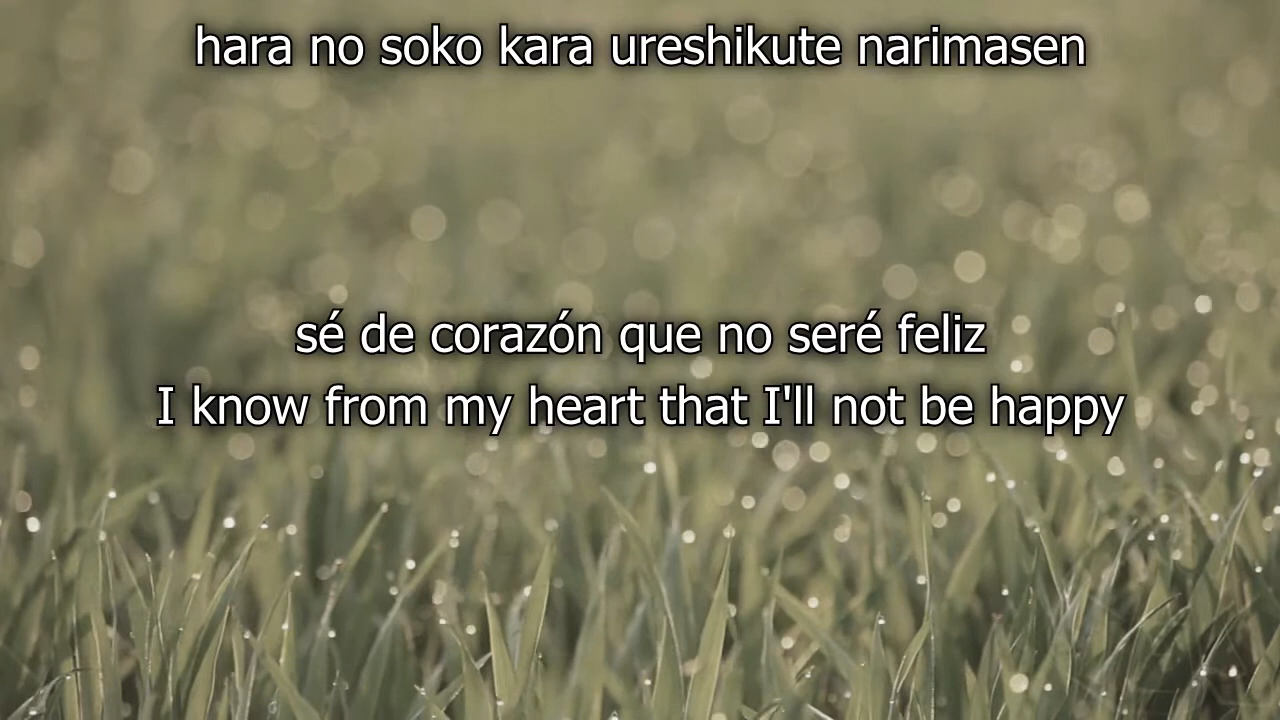 hara no soko kara ureshikute narimasen
sé de corazón que no seré feliz
I know from my heart that I'll not be happy